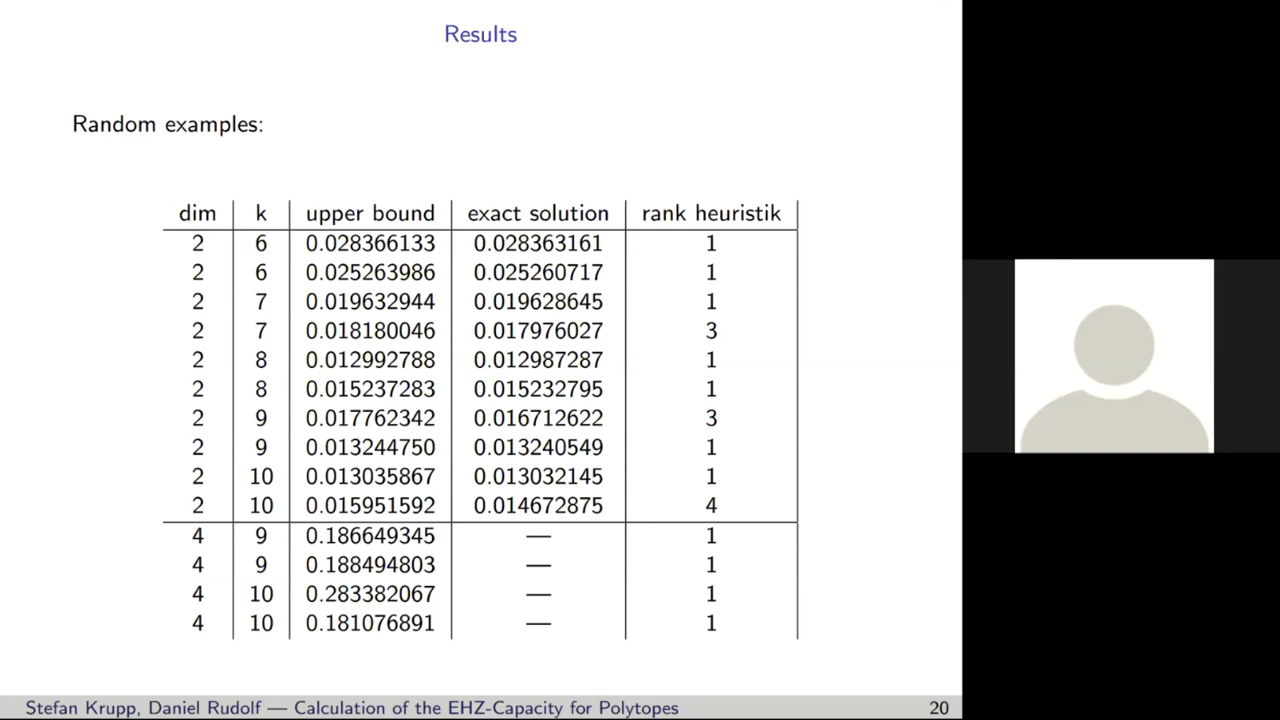 Results
Random examples:
dim k upper bound exact solution rank heuristik
2 6 0.028366133 0.028363161 1
2 6 0.025263986 0.025260717 1
2 7 0.019632944 0.019628645 1
2 7 0.018180046 0.017976027 3
2 8 0.012992788 0.012987287 1
2 8 0.015237283 0.015232795 1
2 9 0.017762342 0.016712622 3
2 9 0.013244750 0.013240549 1
2 10 0.013035867 0.013032145 1
2 10 0.015951592 0.014672875 4
4 9 0.186649345 — 1
4 9 0.188494803 — 1
4 10 0.283382067 — 1
4 10 0.181076891 — 1
Stefan Krupp, Daniel Rudolf — Calculation of the EHZ-Capacity for Polytopes 20